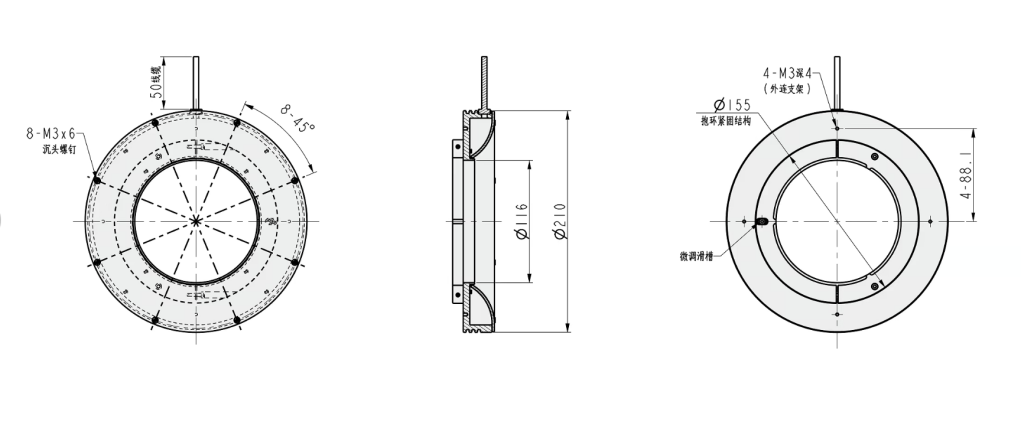 50线缆
8-45°
8-M3x6
沉头螺钉
Ø116
Ø210
4-M3深4
(外连支架)
Ø155
抱环紧固结构
4-88.1
微调滑槽